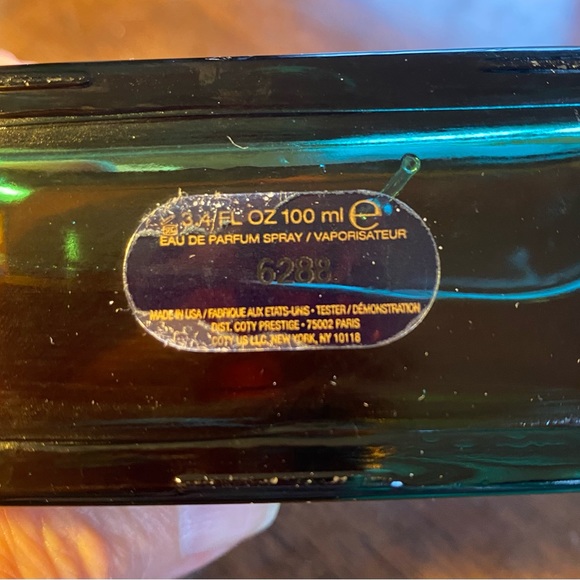 3.4 FL OZ 100 ml ℮
EAU DE PARFUM SPRAY / VAPORISATEUR
6288
MADE IN USA / FABRIQUE AUX ETATS-UNIS • TESTER / DÉMONSTRATION
DIST. COTY PRESTIGE • 75002 PARIS
COTY US LLC, NEW YORK, NY 10118